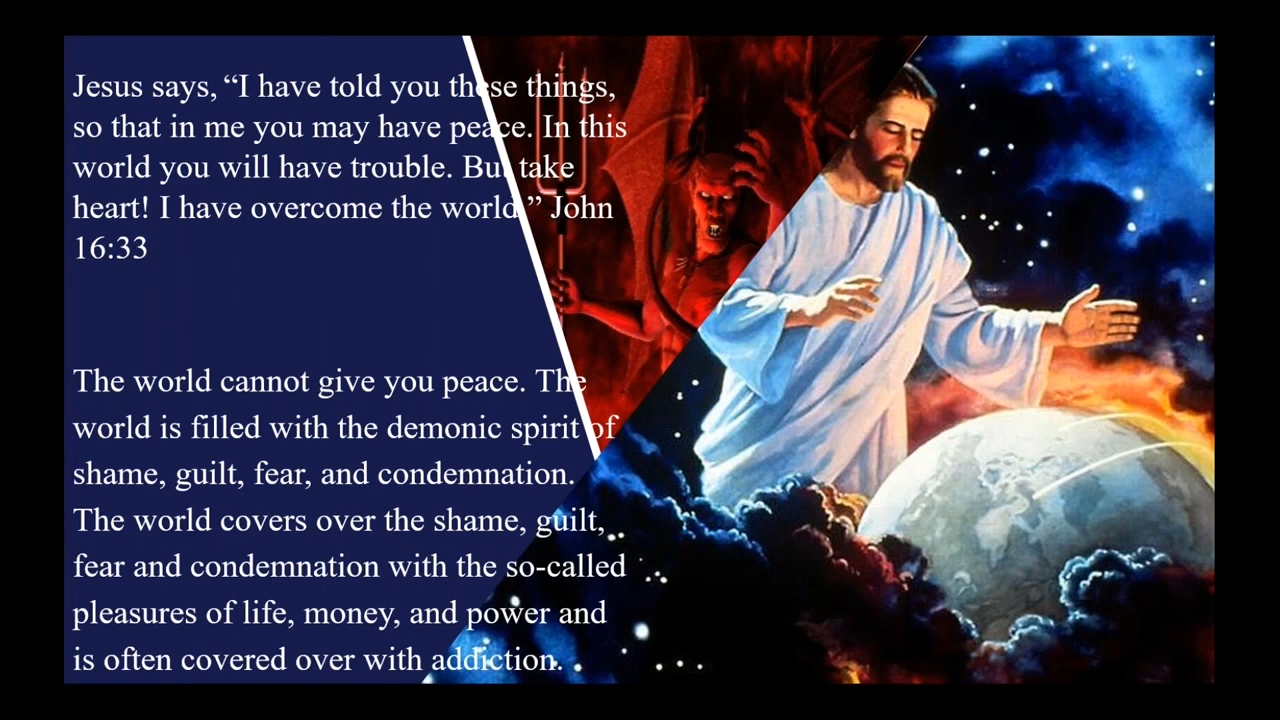 Jesus says, “I have told you these things,
so that in me you may have peace. In this
world you will have trouble. But take
heart! I have overcome the world.” John
16:33
The world cannot give you peace. The
world is filled with the demonic spirit of
shame, guilt, fear, and condemnation.
The world covers over the shame, guilt,
fear and condemnation with the so-called
pleasures of life, money, and power and
is often covered over with addiction.